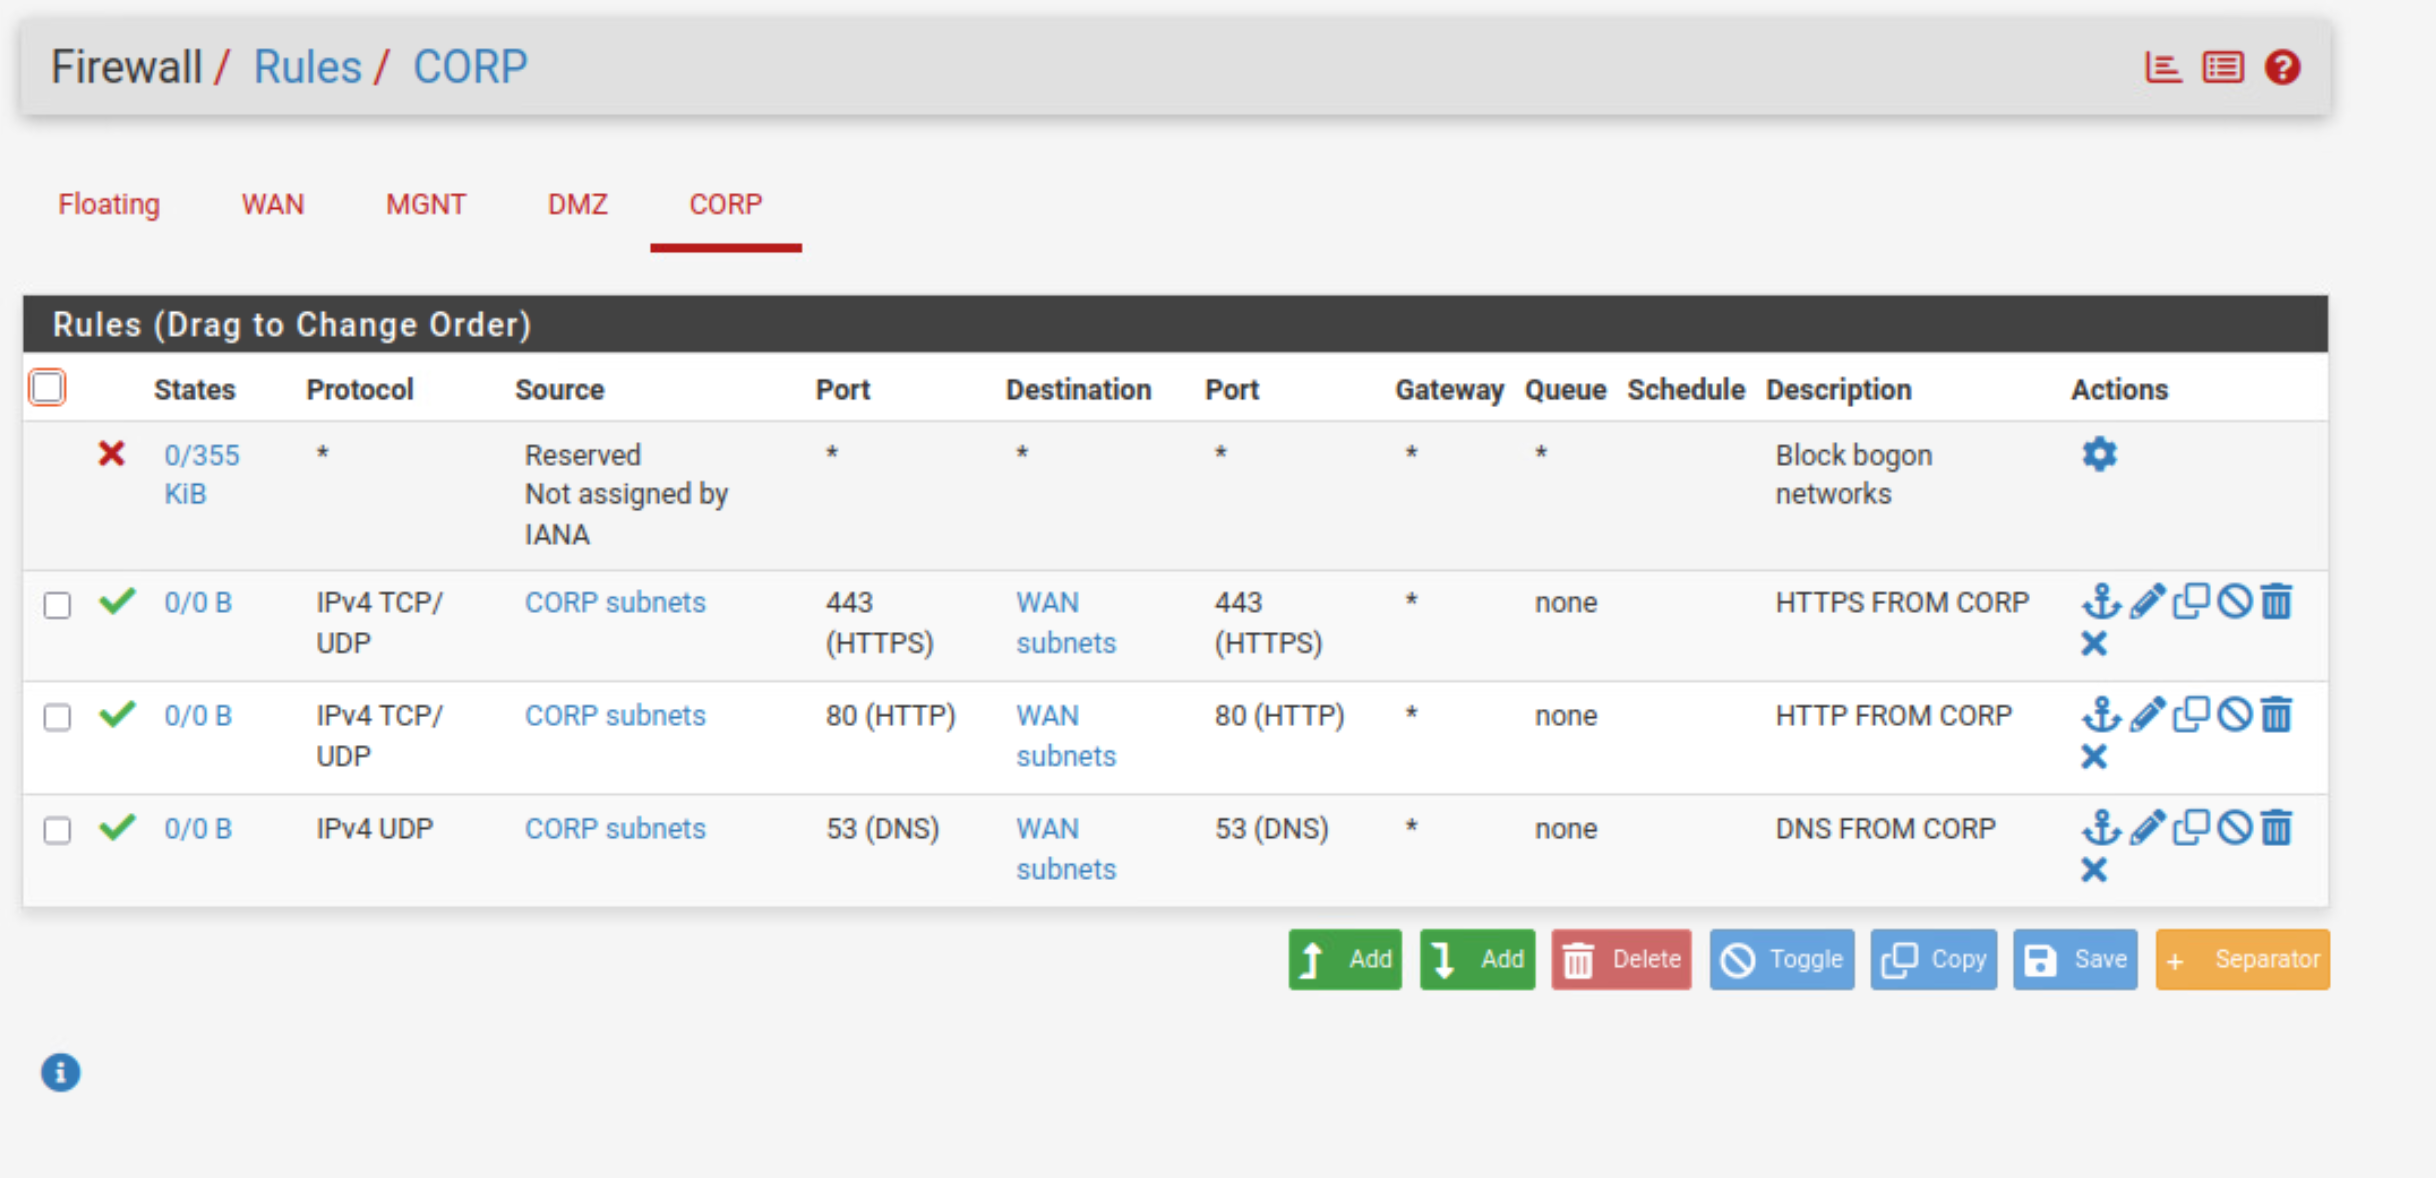 Firewall / Rules / CORP
Floating WAN MGNT DMZ CORP
Rules (Drag to Change Order)
States Protocol Source Port Destination Port Gateway Queue Schedule Description Actions
0/355 * Reserved * * * * * Block bogon
KiB Not assigned by networks
IANA
0/0 B IPv4 TCP/ CORP subnets 443 WAN 443 * none HTTPS FROM CORP
UDP (HTTPS) subnets (HTTPS)
0/0 B IPv4 TCP/ CORP subnets 80 (HTTP) WAN 80 (HTTP) * none HTTP FROM CORP
UDP subnets
0/0 B IPv4 UDP CORP subnets 53 (DNS) WAN 53 (DNS) * none DNS FROM CORP
subnets
Add Add Delete Toggle Copy Save + Separator